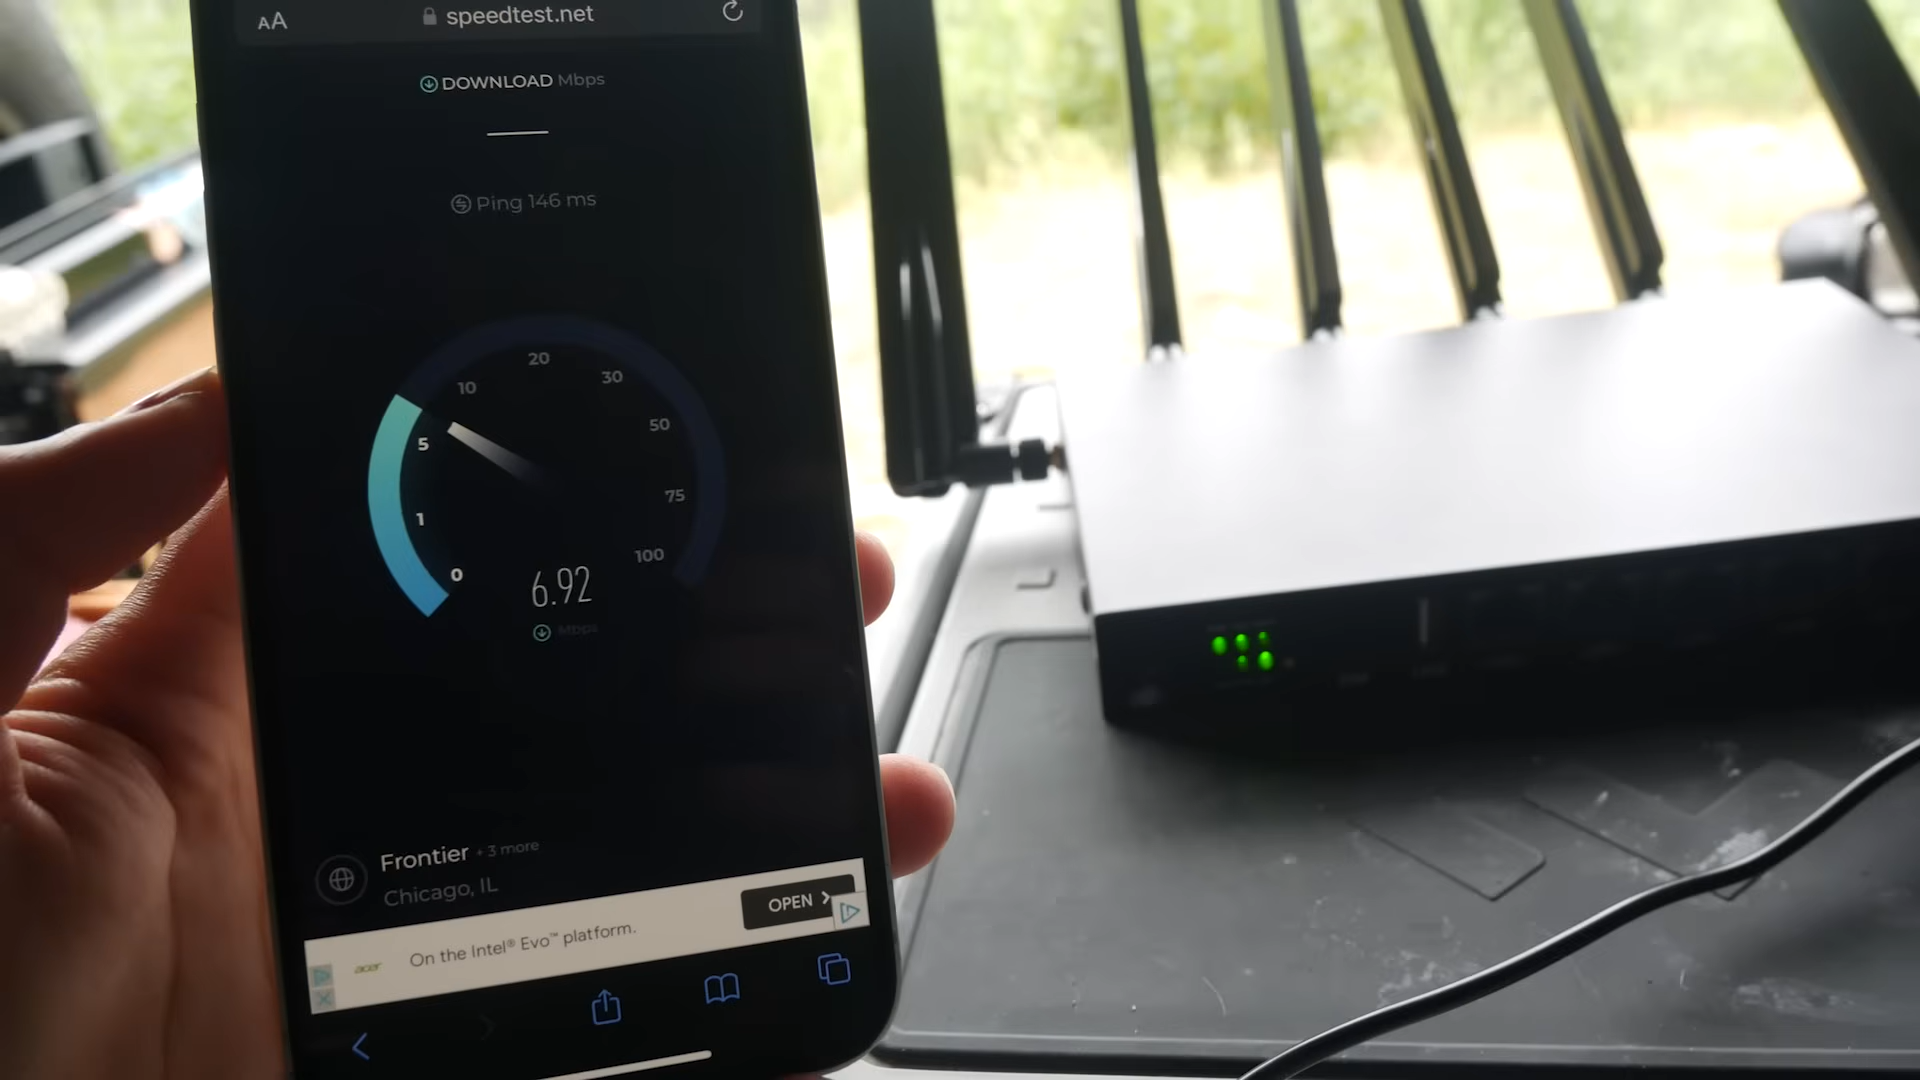 AA speedtest.net
DOWNLOAD Mbps
Ping 146 ms
0
1
5
10
20
30
50
75
100
6.92
Mbps
Frontier + 3 more
Chicago, IL
acer On the Intel® Evo™ platform. OPEN